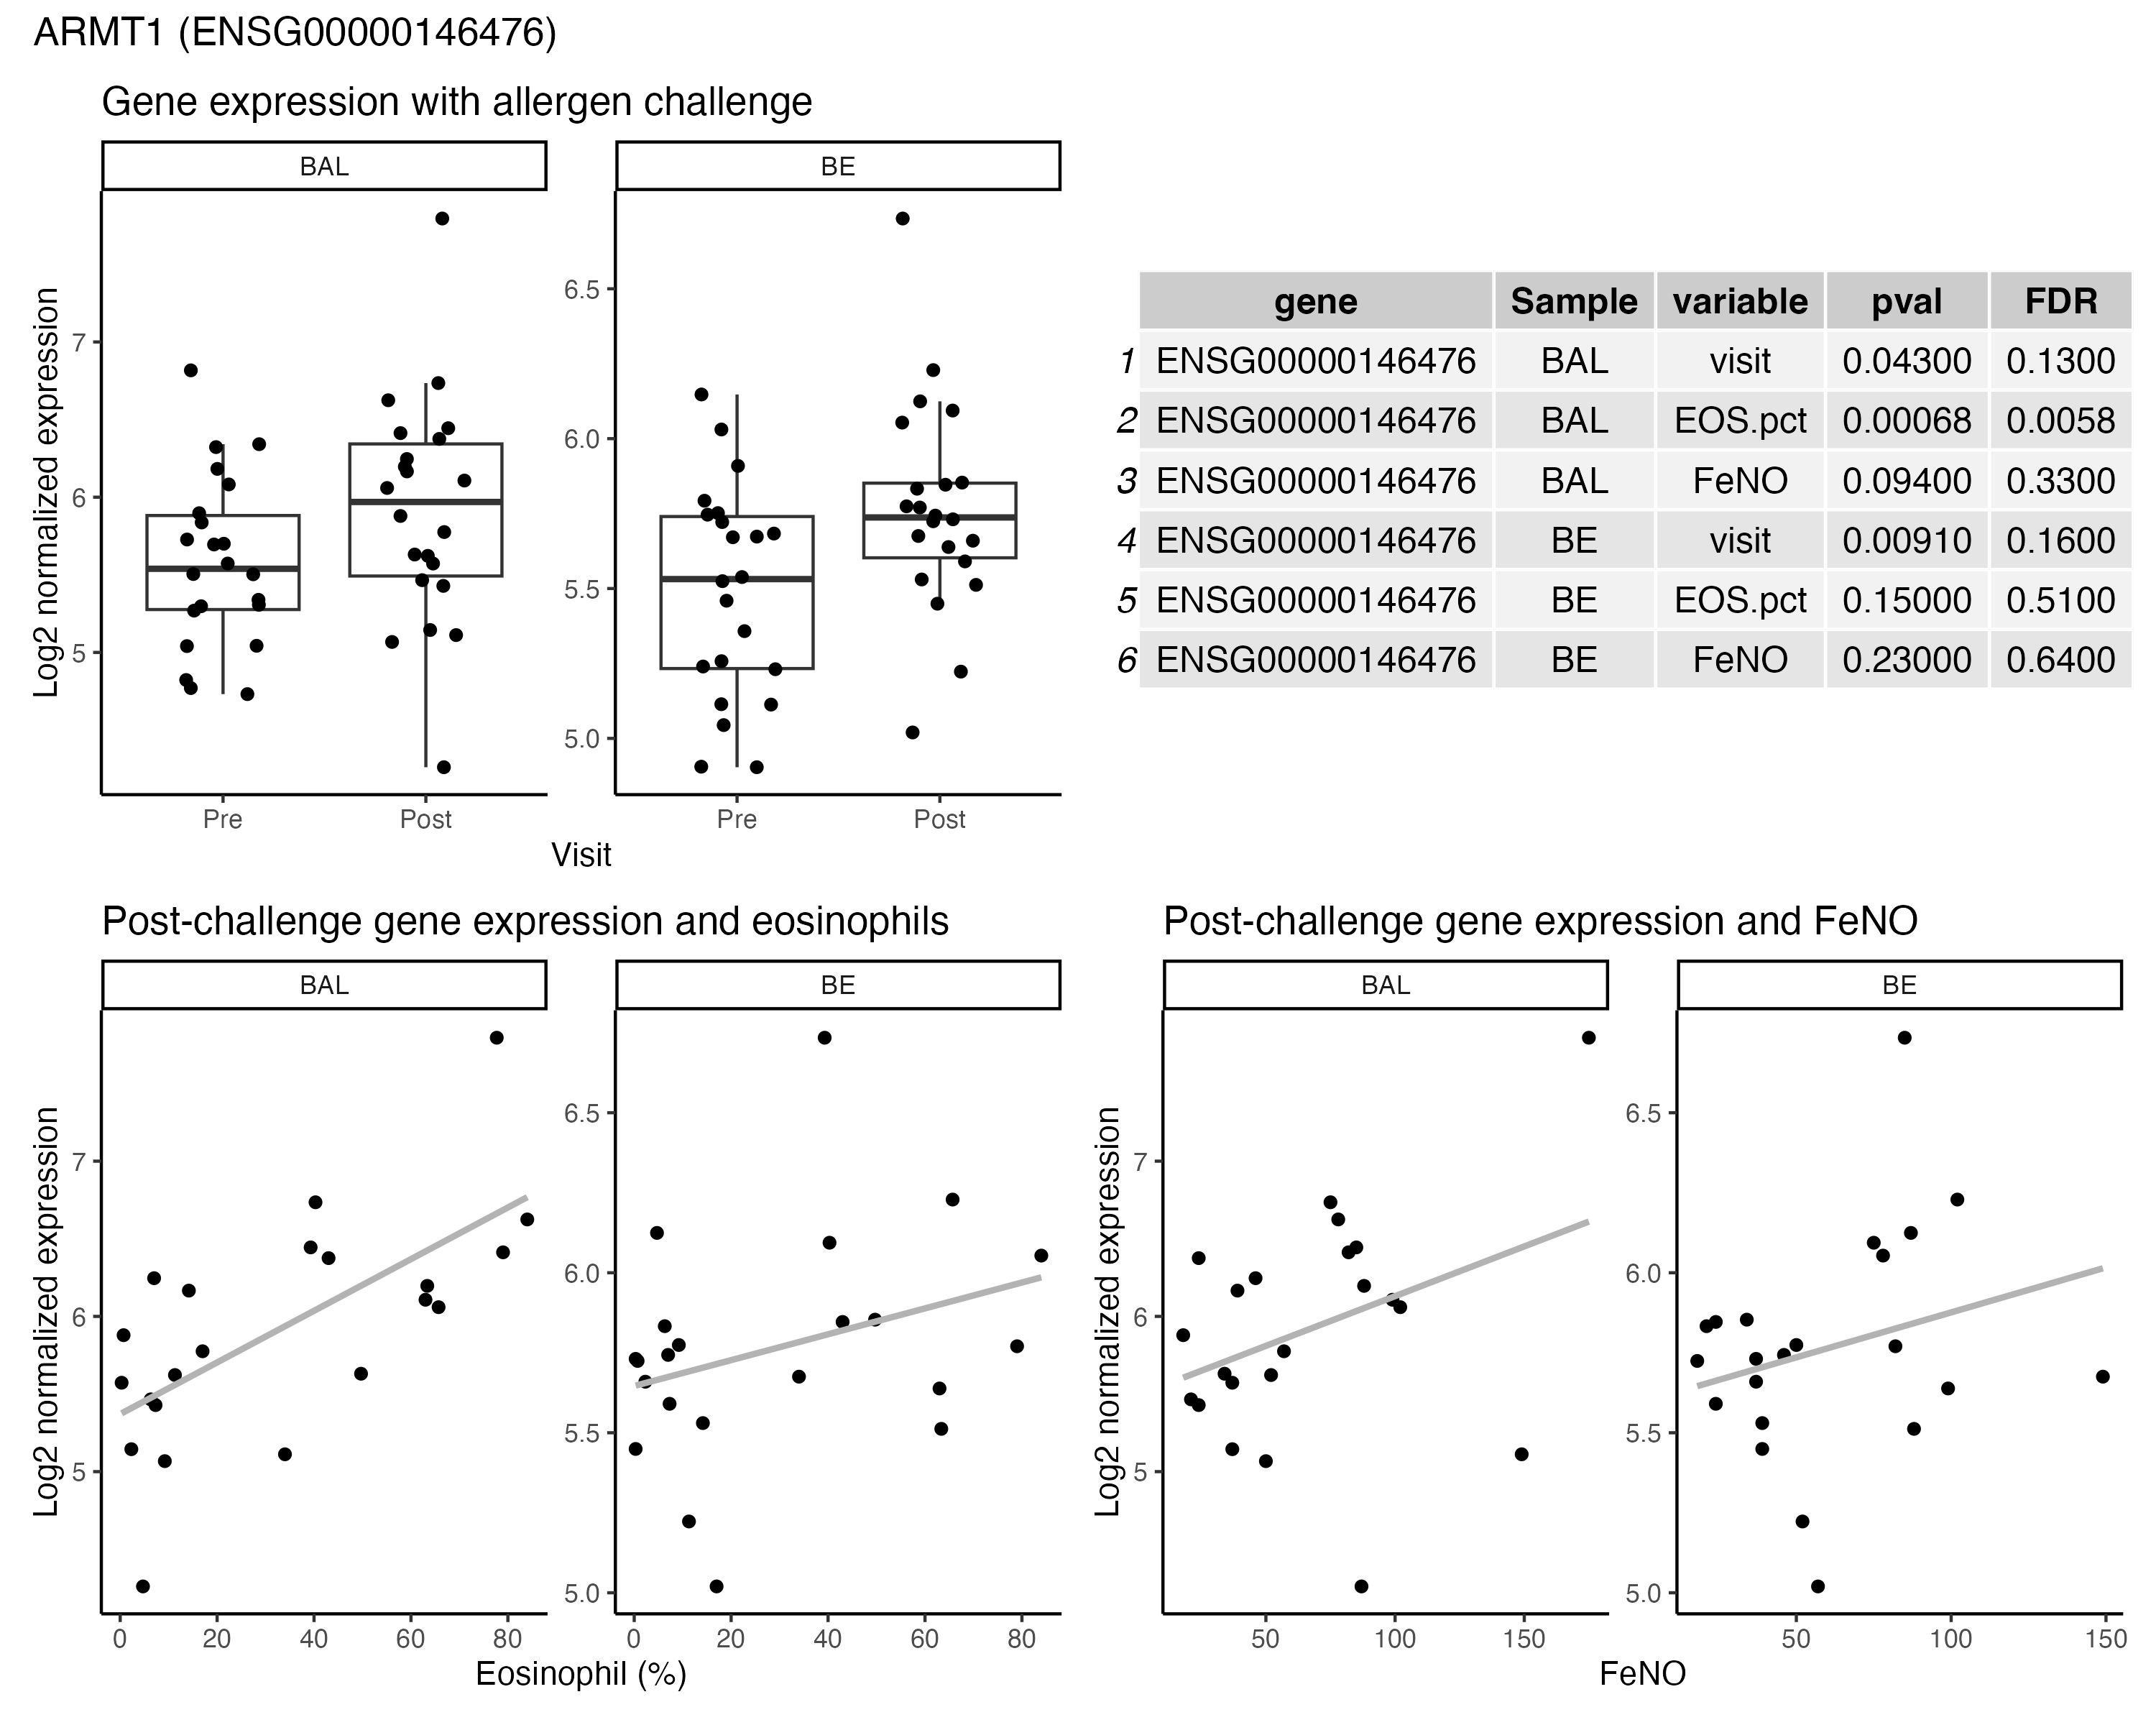 ARMT1 (ENSG00000146476)
Gene expression with allergen challenge
BAL BE
Log2 normalized expression
7
6
5
6.5
6.0
5.5
5.0
Pre Post Pre Post
Visit
gene Sample variable pval FDR
1 ENSG00000146476 BAL visit 0.04300 0.1300
2 ENSG00000146476 BAL EOS.pct 0.00068 0.0058
3 ENSG00000146476 BAL FeNO 0.09400 0.3300
4 ENSG00000146476 BE visit 0.00910 0.1600
5 ENSG00000146476 BE EOS.pct 0.15000 0.5100
6 ENSG00000146476 BE FeNO 0.23000 0.6400
Post-challenge gene expression and eosinophils
BAL BE
Log2 normalized expression
7
6
5
6.5
6.0
5.5
5.0
0 20 40 60 80 0 20 40 60 80
Eosinophil (%)
Post-challenge gene expression and FeNO
BAL BE
Log2 normalized expression
7
6
5
6.5
6.0
5.5
5.0
50 100 150 50 100 150
FeNO